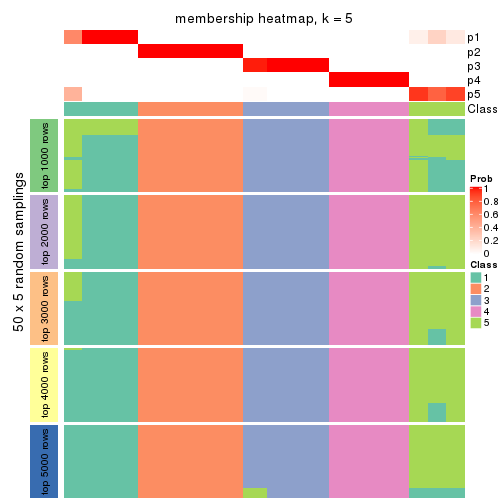 membership heatmap, k = 5
p1
p2
p3
p4
p5
Class
50 x 5 random samplings
top 1000 rows
top 2000 rows
top 3000 rows
top 4000 rows
top 5000 rows
Prob
1
0.8
0.6
0.4
0.2
0
Class
1
2
3
4
5